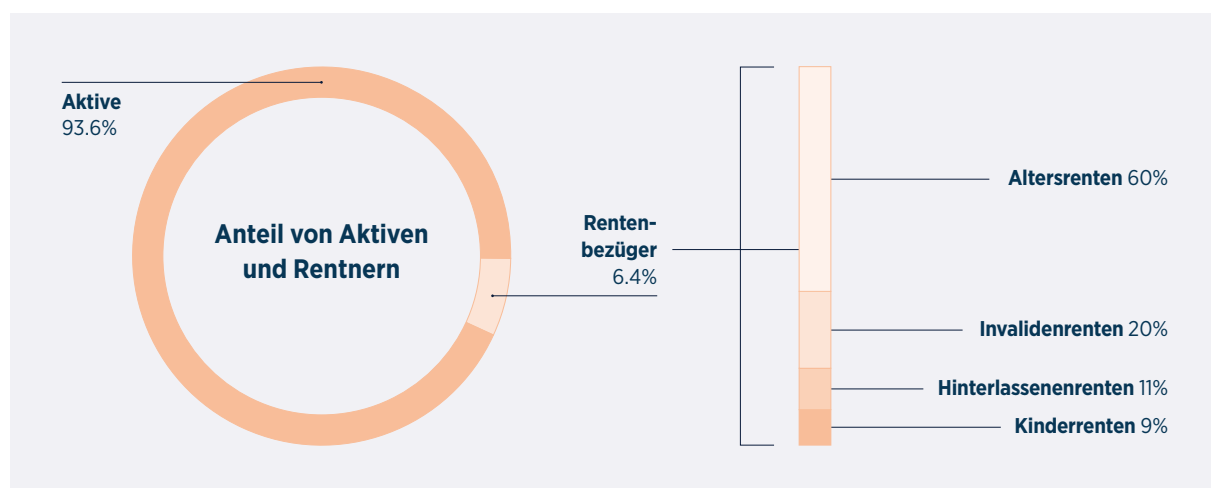 Aktive
93.6%
Anteil von Aktiven
und Rentnern
Renten-
bezüger
6.4%
Altersrenten 60%
Invalidenrenten 20%
Hinterlassenenrenten 11%
Kinderrenten 9%